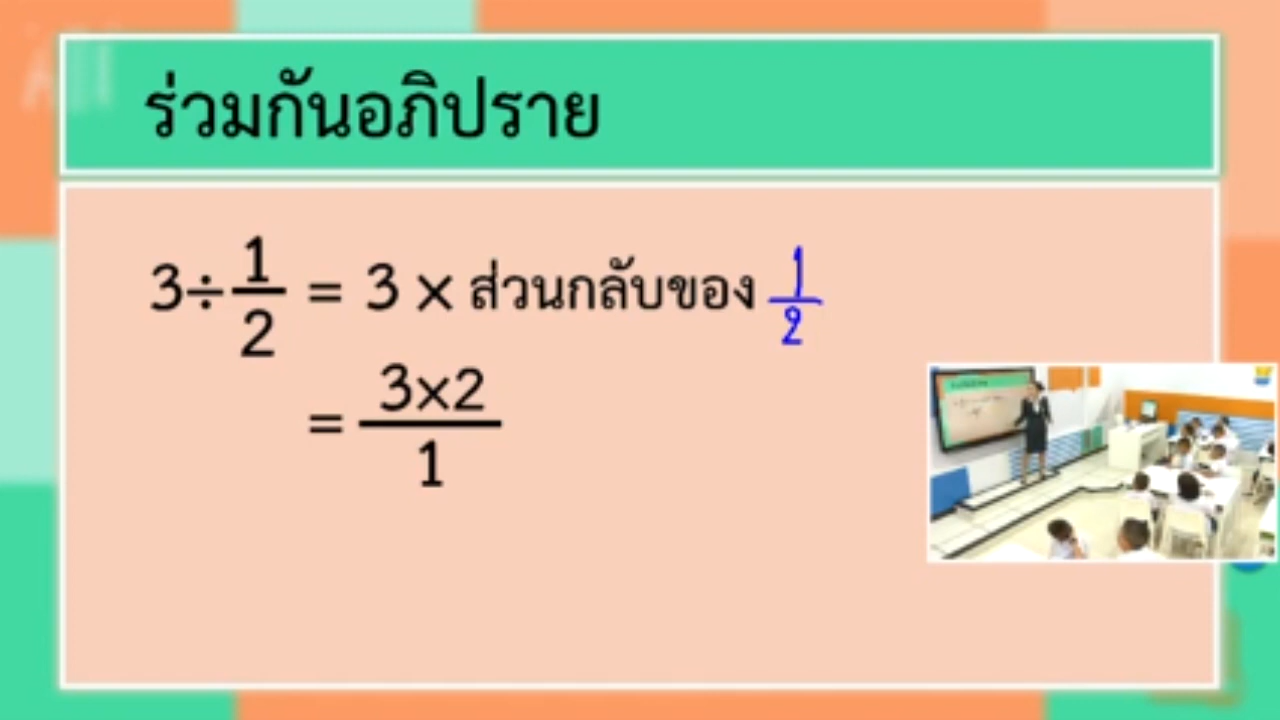 ร่วมกันอภิปราย
3÷1/2 = 3 × ส่วนกลับของ 1/2
= 3×2/1